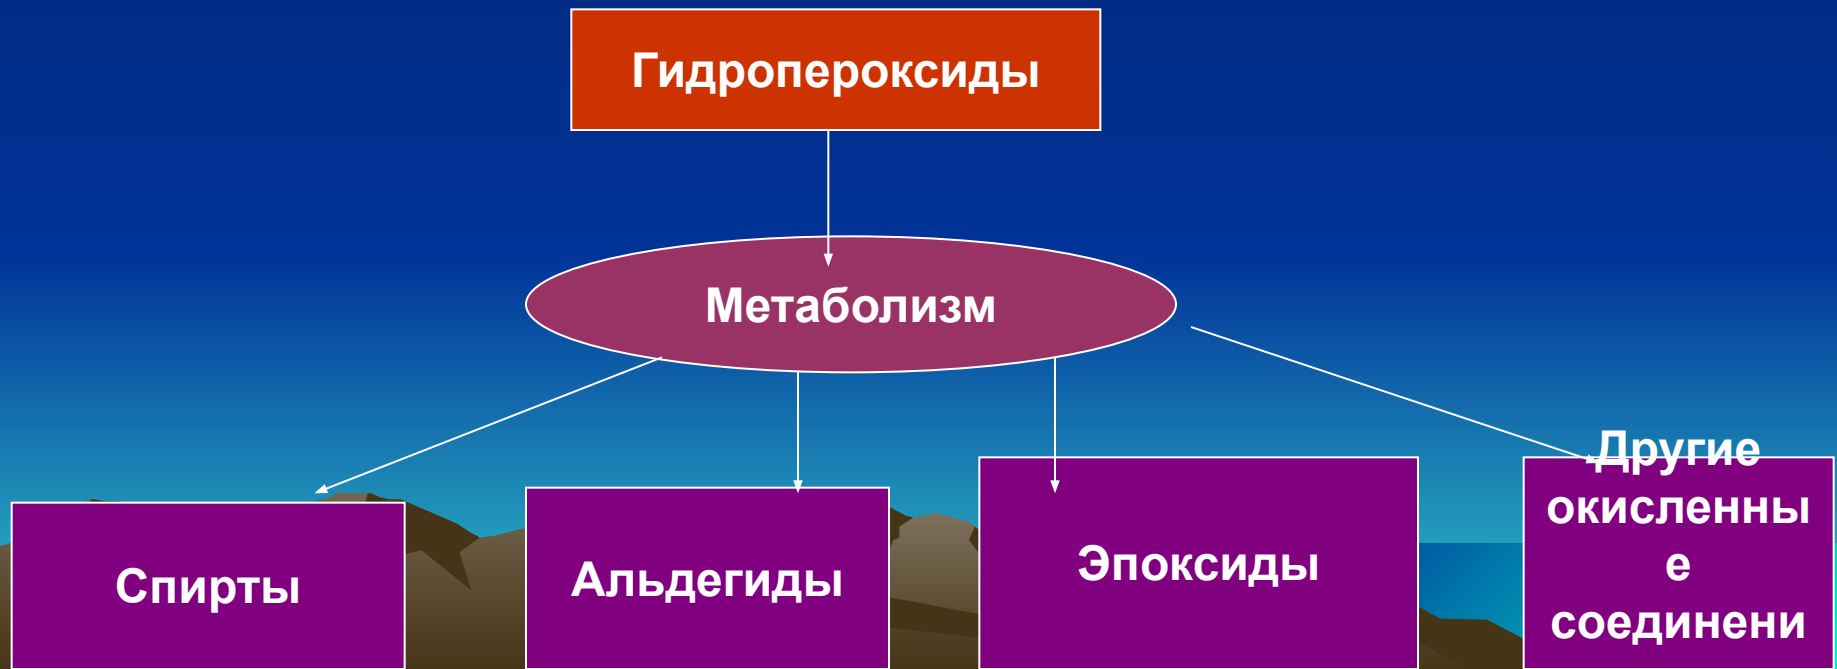 Гидропероксиды
Метаболизм
Спирты
Альдегиды
Эпоксиды
Другие
окисленны
е
соединени